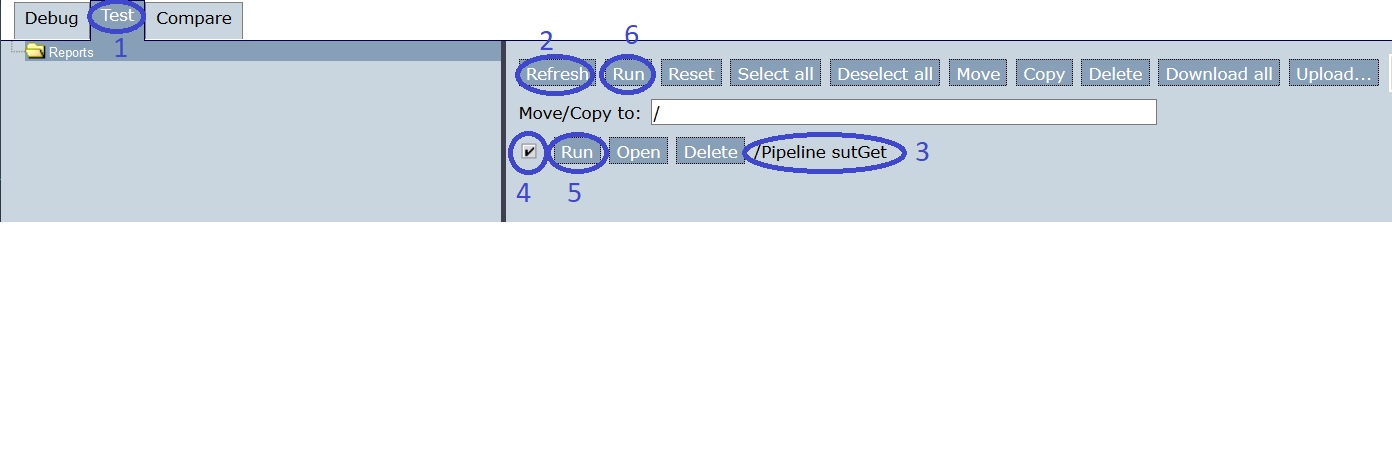 Debug Test Compare
1
Reports
2 6
Refresh Run Reset Select all Deselect all Move Copy Delete Download all Upload...
Move/Copy to: /
Run Open Delete /Pipeline sutGet 3
4 5